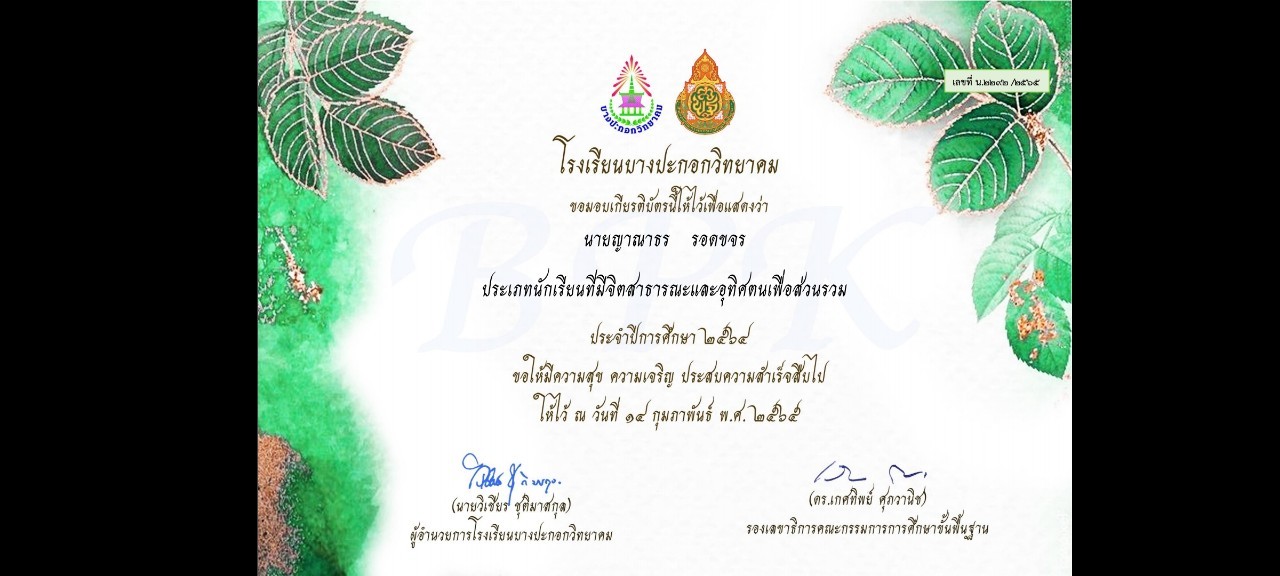 เลขที่ น.๒๒๙๒ /๒๕๖๕
บางปะกอกวิทยาคม
โรงเรียนบางปะกอกวิทยาคม
ขอมอบเกียรติบัตรนี้ให้ไว้เพื่อแสดงว่า
นายญาณาธร รอดขจร
ประเภทนักเรียนที่มีจิตสาธารณะและอุทิศตนเพื่อส่วนรวม
BPK
ประจำปีการศึกษา ๒๕๖๔
ขอให้มีความสุข ความเจริญ ประสบความสำเร็จสืบไป
ให้ไว้ ณ วันที่ ๑๔ กุมภาพันธ์ พ.ศ. ๒๕๖๕
(นายวิเชียร ชุติมาสกุล)
ผู้อำนวยการโรงเรียนบางปะกอกวิทยาคม
(ดร.เกศทิพย์ ศุภวานิช)
รองเลขาธิการคณะกรรมการการศึกษาขั้นพื้นฐาน